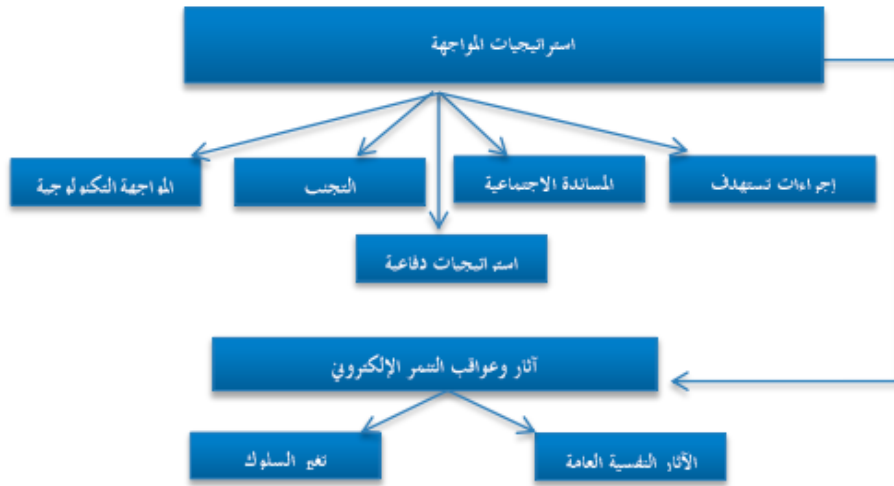 استراتيجيات المواجهة
إجراءات تستهدف
المساندة الاجتماعية
التجنب
المواجهة التكنولوجية
استراتيجيات دفاعية
آثار وعواقب التنمر الإلكتروني
الآثار النفسية العامة
تغير السلوك